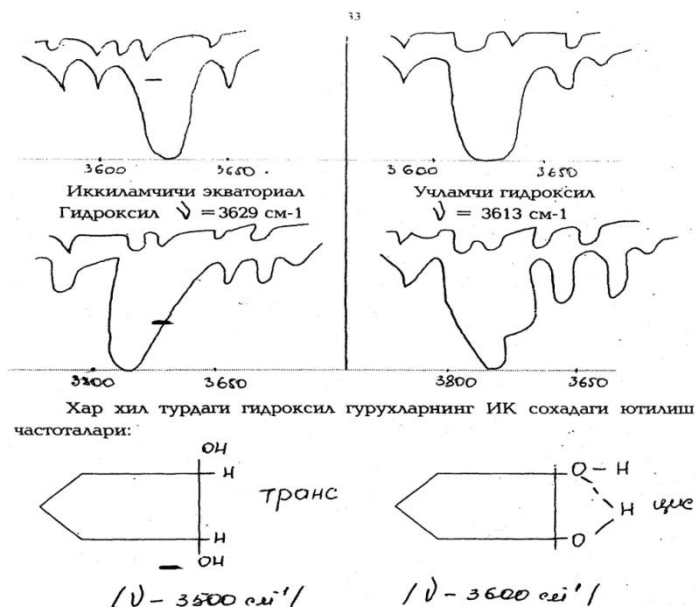 33
3600 3650 3600 3650
Иккиламчичи экваториал
Гидроксил ν = 3629 см-1
Учламчи гидроксил
ν = 3613 см-1
3200 3650 3800 3650
Хар хил турдаги гидроксил гурухларнинг ИК сохадаги ютилиш
частоталари:
OH
H
транс
H
OH
O – H
H
цис
O
/ν – 3500 см⁻¹/ /ν – 3600 см⁻¹/